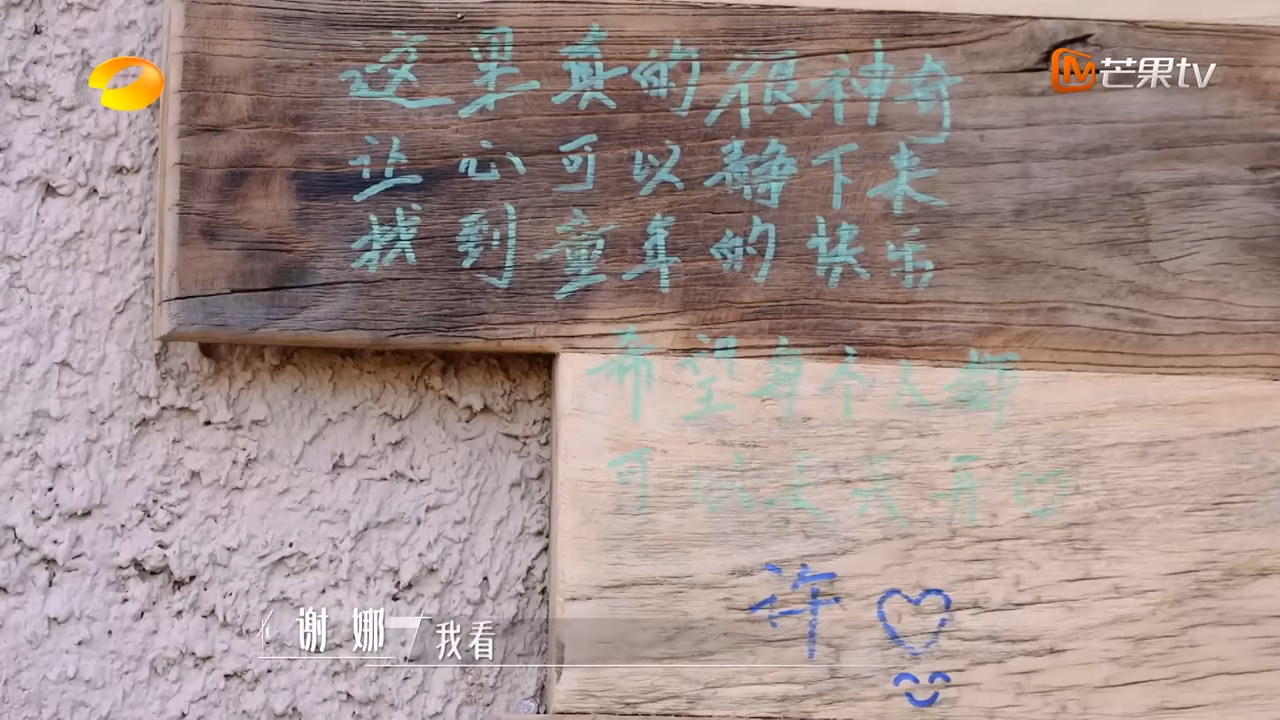 芒果tv
这果真的很神奇
让心可以静下来
找到童年的快乐
希望每个人都
可以天天开♡
许♡
谢娜 我看